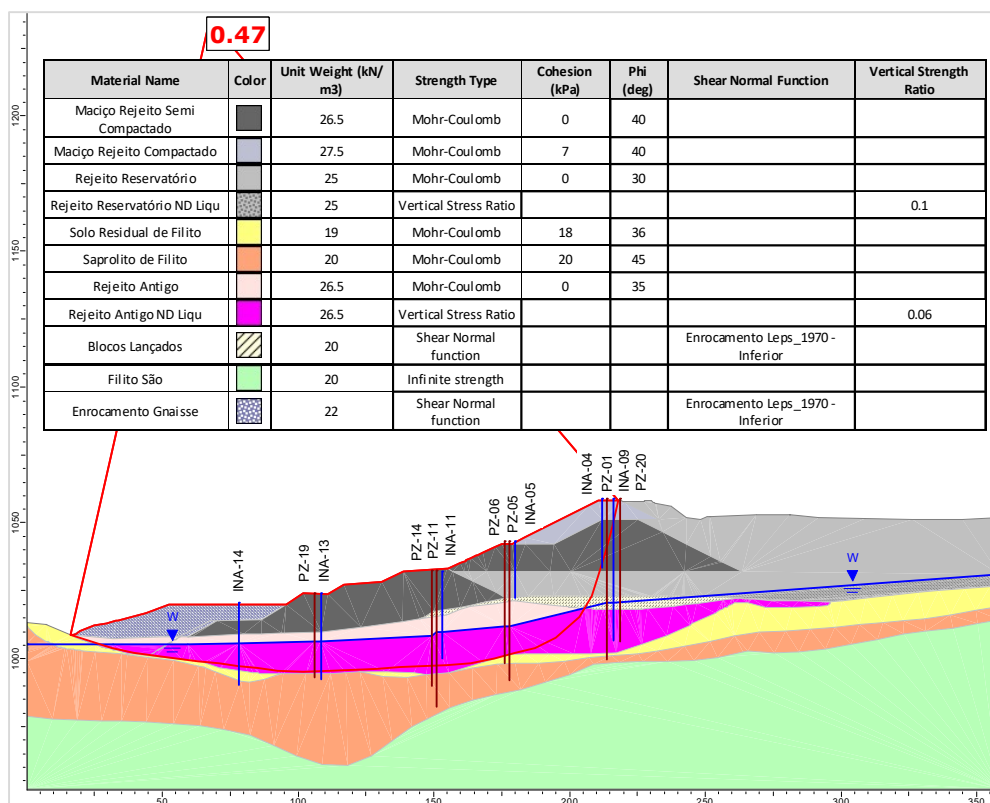 0.47
Material Name Color Unit Weight (kN/m3) Strength Type Cohesion (kPa) Phi (deg) Shear Normal Function Vertical Strength Ratio
Maciço Rejeito Semi Compactado 26.5 Mohr-Coulomb 0 40
Maciço Rejeito Compactado 27.5 Mohr-Coulomb 7 40
Rejeito Reservatório 25 Mohr-Coulomb 0 30
Rejeito Reservatório ND Liqu 25 Vertical Stress Ratio 0.1
Solo Residual de Filito 19 Mohr-Coulomb 18 36
Saprolito de Filito 20 Mohr-Coulomb 20 45
Rejeito Antigo 26.5 Mohr-Coulomb 0 35
Rejeito Antigo ND Liqu 26.5 Vertical Stress Ratio 0.06
Blocos Lançados 20 Shear Normal function Enrocamento Leps_1970 - Inferior
Filito São 20 Infinite strength
Enrocamento Gnaisse 22 Shear Normal function Enrocamento Leps_1970 - Inferior
1200
1150
1100
1050
1000
INA-14
PZ-19
INA-13
PZ-14
PZ-11
INA-11
PZ-06
PZ-05
INA-05
INA-04
PZ-01
INA-09
PZ-20
W
W
50 100 150 200 250 300 350